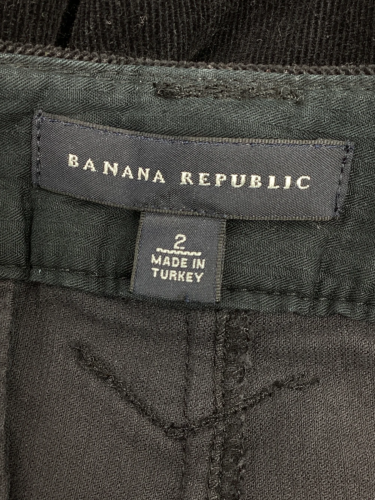 BANANA REPUBLIC
2
MADE IN
TURKEY